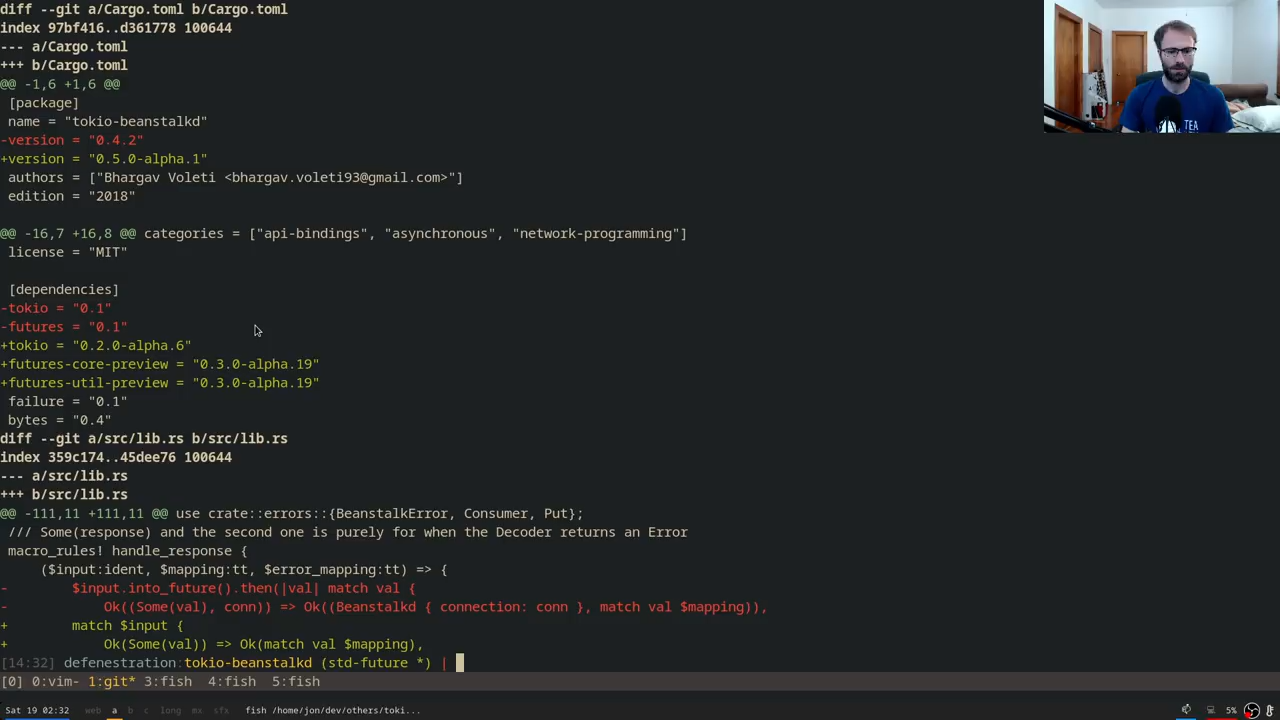 diff --git a/Cargo.toml b/Cargo.toml
index 97bf416..d361778 100644
--- a/Cargo.toml
+++ b/Cargo.toml
@@ -1,6 +1,6 @@
[package]
name = "tokio-beanstalkd"
-version = "0.4.2"
+version = "0.5.0-alpha.1"
authors = ["Bhargav Voleti <bhargav.voleti93@gmail.com>"]
edition = "2018"
@@ -16,7 +16,8 @@ categories = ["api-bindings", "asynchronous", "network-programming"]
license = "MIT"
[dependencies]
-tokio = "0.1"
-futures = "0.1"
+tokio = "0.2.0-alpha.6"
+futures-core-preview = "0.3.0-alpha.19"
+futures-util-preview = "0.3.0-alpha.19"
failure = "0.1"
bytes = "0.4"
diff --git a/src/lib.rs b/src/lib.rs
index 359c174..45dee76 100644
--- a/src/lib.rs
+++ b/src/lib.rs
@@ -111,11 +111,11 @@ use crate::errors::{BeanstalkError, Consumer, Put};
/// Some(response) and the second one is purely for when the Decoder returns an Error
macro_rules! handle_response {
($input:ident, $mapping:tt, $error_mapping:tt) => {
- $input.into_future().then(|val| match val {
- Ok((Some(val), conn)) => Ok((Beanstalkd { connection: conn }, match val $mapping)),
+ match $input {
+ Ok(Some(val)) => Ok(match val $mapping),
[14:32] defenestration:tokio-beanstalkd (std-future *) |
[0] 0:vim- 1:git* 3:fish 4:fish 5:fish
Sat 19 02:32 web a b c long mx sfx fish /home/jon/dev/others/toki... 5%
TEA